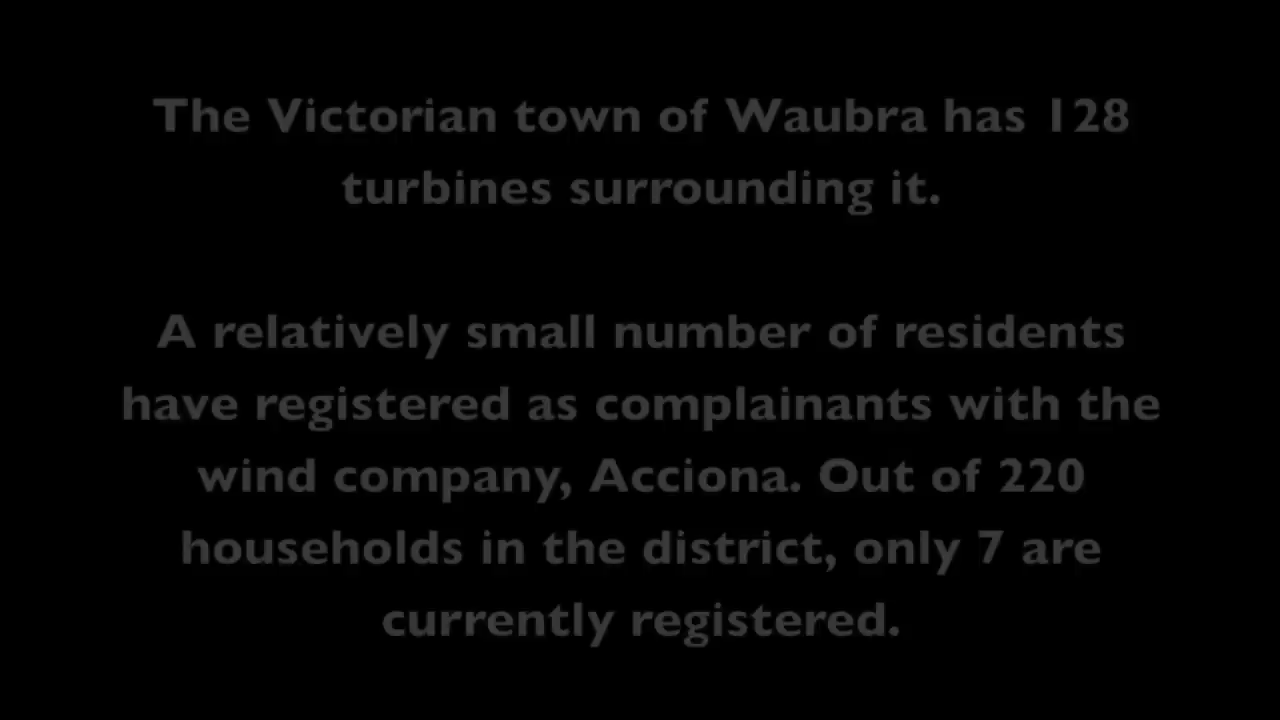 The Victorian town of Waubra has 128
turbines surrounding it.
A relatively small number of residents
have registered as complainants with the
wind company, Acciona. Out of 220
households in the district, only 7 are
currently registered.